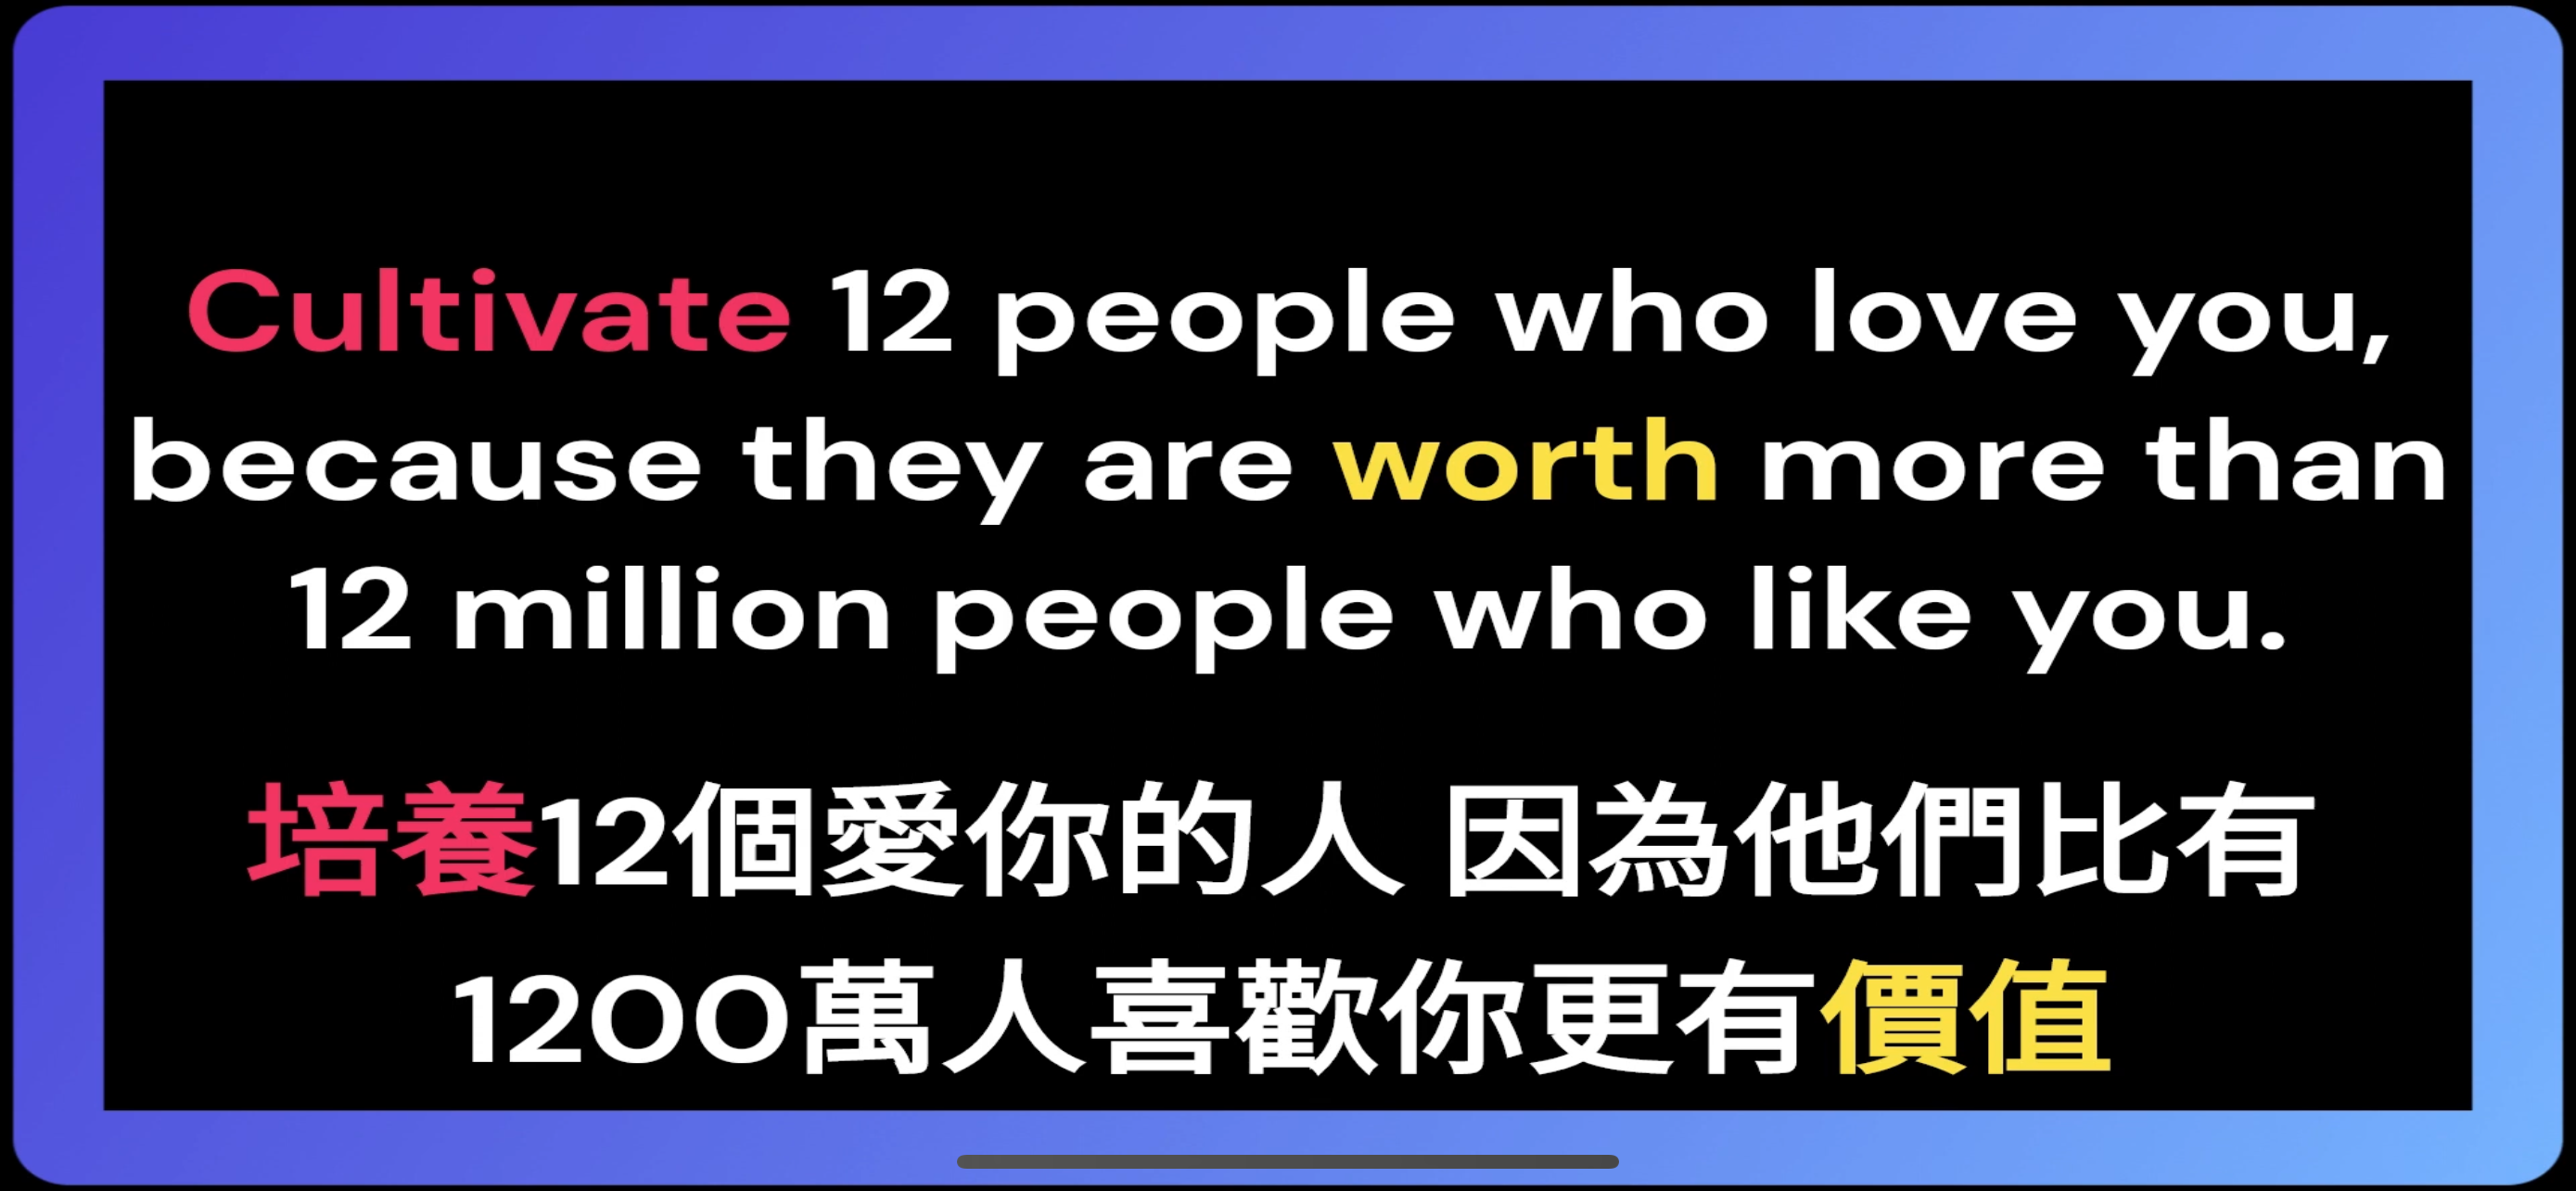 Cultivate 12 people who love you,
because they are worth more than
12 million people who like you.
培養12個愛你的人 因為他們比有
1200萬人喜歡你更有價值